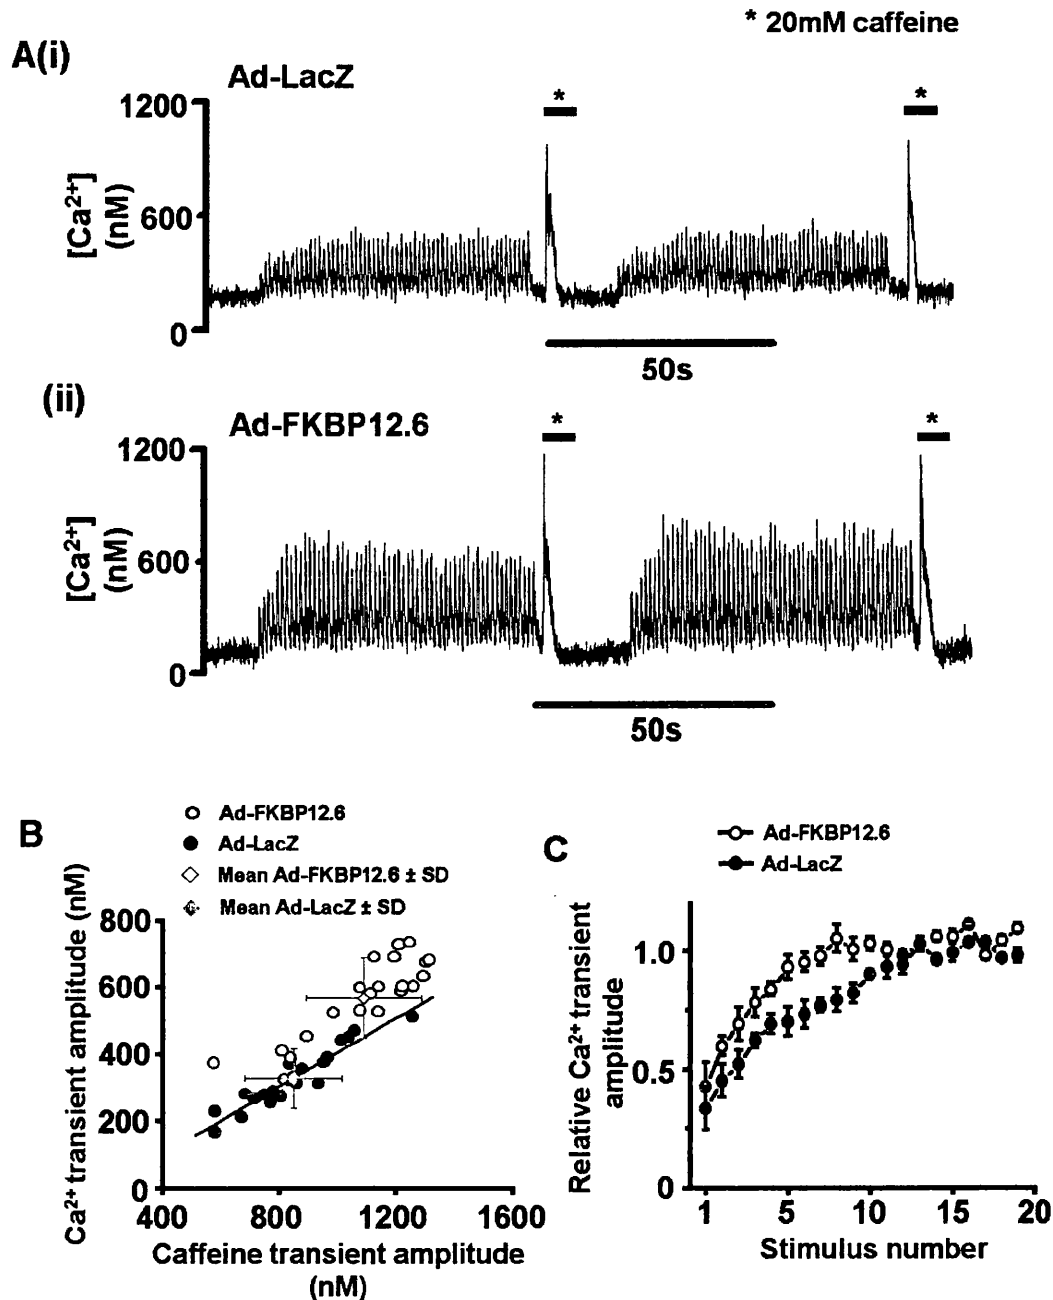 * 20mM caffeine
A(i)
Ad-LacZ
*
*
1200
600
0
[Ca²⁺]
(nM)
50s
(ii)
Ad-FKBP12.6
*
*
1200
600
0
[Ca²⁺]
(nM)
50s
B
Ad-FKBP12.6
Ad-LacZ
Mean Ad-FKBP12.6 ± SD
Mean Ad-LacZ ± SD
Ca²⁺ transient amplitude (nM)
800
600
400
200
0
400 800 1200 1600
Caffeine transient amplitude
(nM)
C
Ad-FKBP12.6
Ad-LacZ
Relative Ca²⁺ transient
amplitude
1.0
0.5
0
1 5 10 15 20
Stimulus number